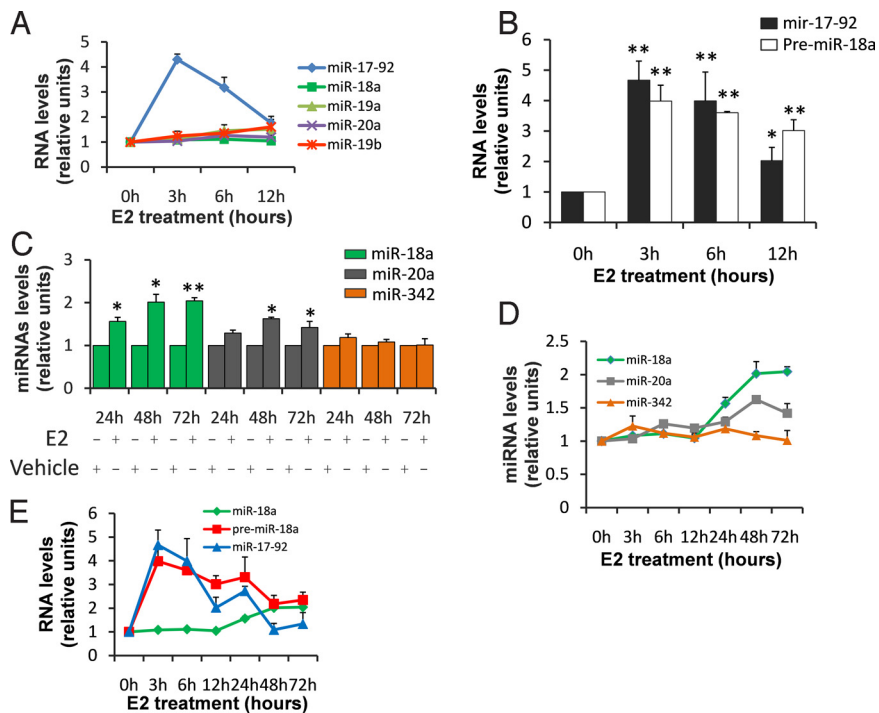 A
RNA levels
(relative units)
5
4
3
2
1
0
0h 3h 6h 12h
E2 treatment (hours)
miR-17-92
miR-18a
miR-19a
miR-20a
miR-19b
B
RNA levels
(relative units)
6
5
4
3
2
1
0
** ** ** ** * **
0h 3h 6h 12h
E2 treatment (hours)
mir-17-92
Pre-miR-18a
C
miRNAs levels
(relative units)
3
2
1
0
* * ** * *
miR-18a
miR-20a
miR-342
24h 48h 72h 24h 48h 72h 24h 48h 72h
E2 – + – + – + – + – + – + – + – + – +
Vehicle + – + – + – + – + – + – + – + – + –
D
miRNA levels
(relative units)
2.5
2
1.5
1
0.5
0
miR-18a
miR-20a
miR-342
0h 3h 6h 12h 24h 48h 72h
E2 treatment (hours)
E
RNA levels
(relative units)
6
5
4
3
2
1
0
miR-18a
pre-miR-18a
miR-17-92
0h 3h 6h 12h 24h 48h 72h
E2 treatment (hours)